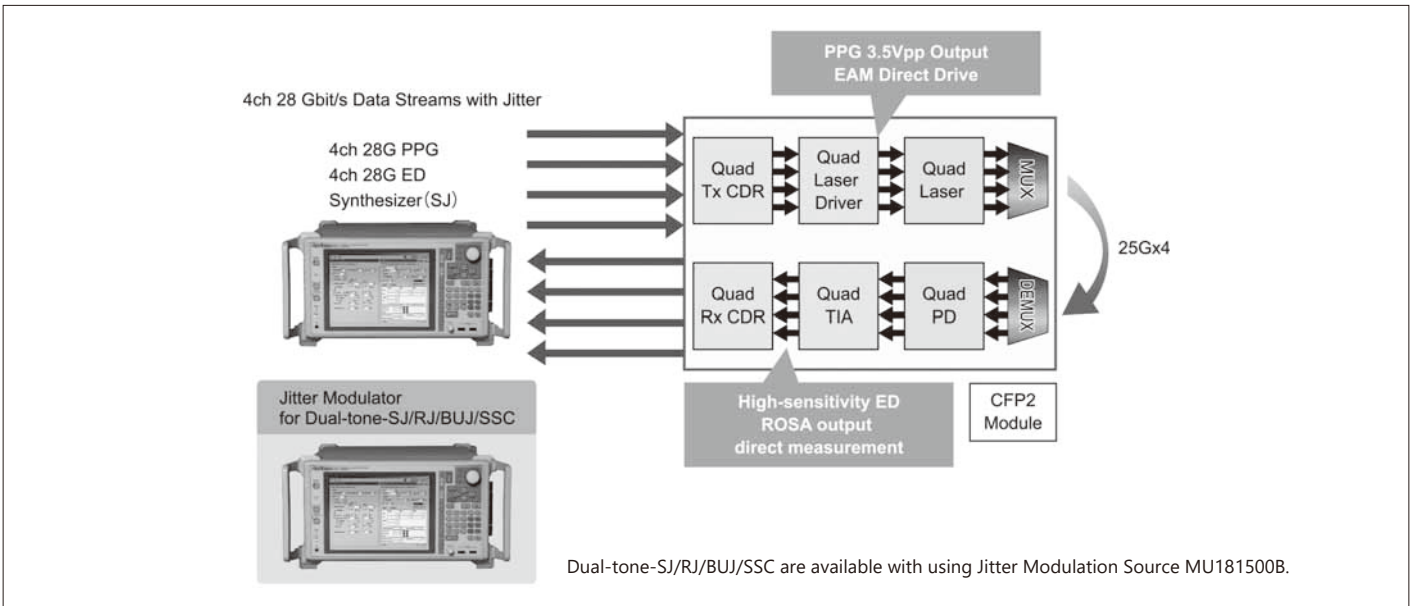 PPG 3.5Vpp Output
EAM Direct Drive
4ch 28 Gbit/s Data Streams with Jitter
4ch 28G PPG
4ch 28G ED
Synthesizer（SJ）
Quad
Tx CDR
Quad
Laser
Driver
Quad
Laser
MUX
25Gx4
Quad
Rx CDR
Quad
TIA
Quad
PD
DEMUX
Jitter Modulator
for Dual-tone-SJ/RJ/BUJ/SSC
High-sensitivity ED
ROSA output
direct measurement
CFP2
Module
Dual-tone-SJ/RJ/BUJ/SSC are available with using Jitter Modulation Source MU181500B.